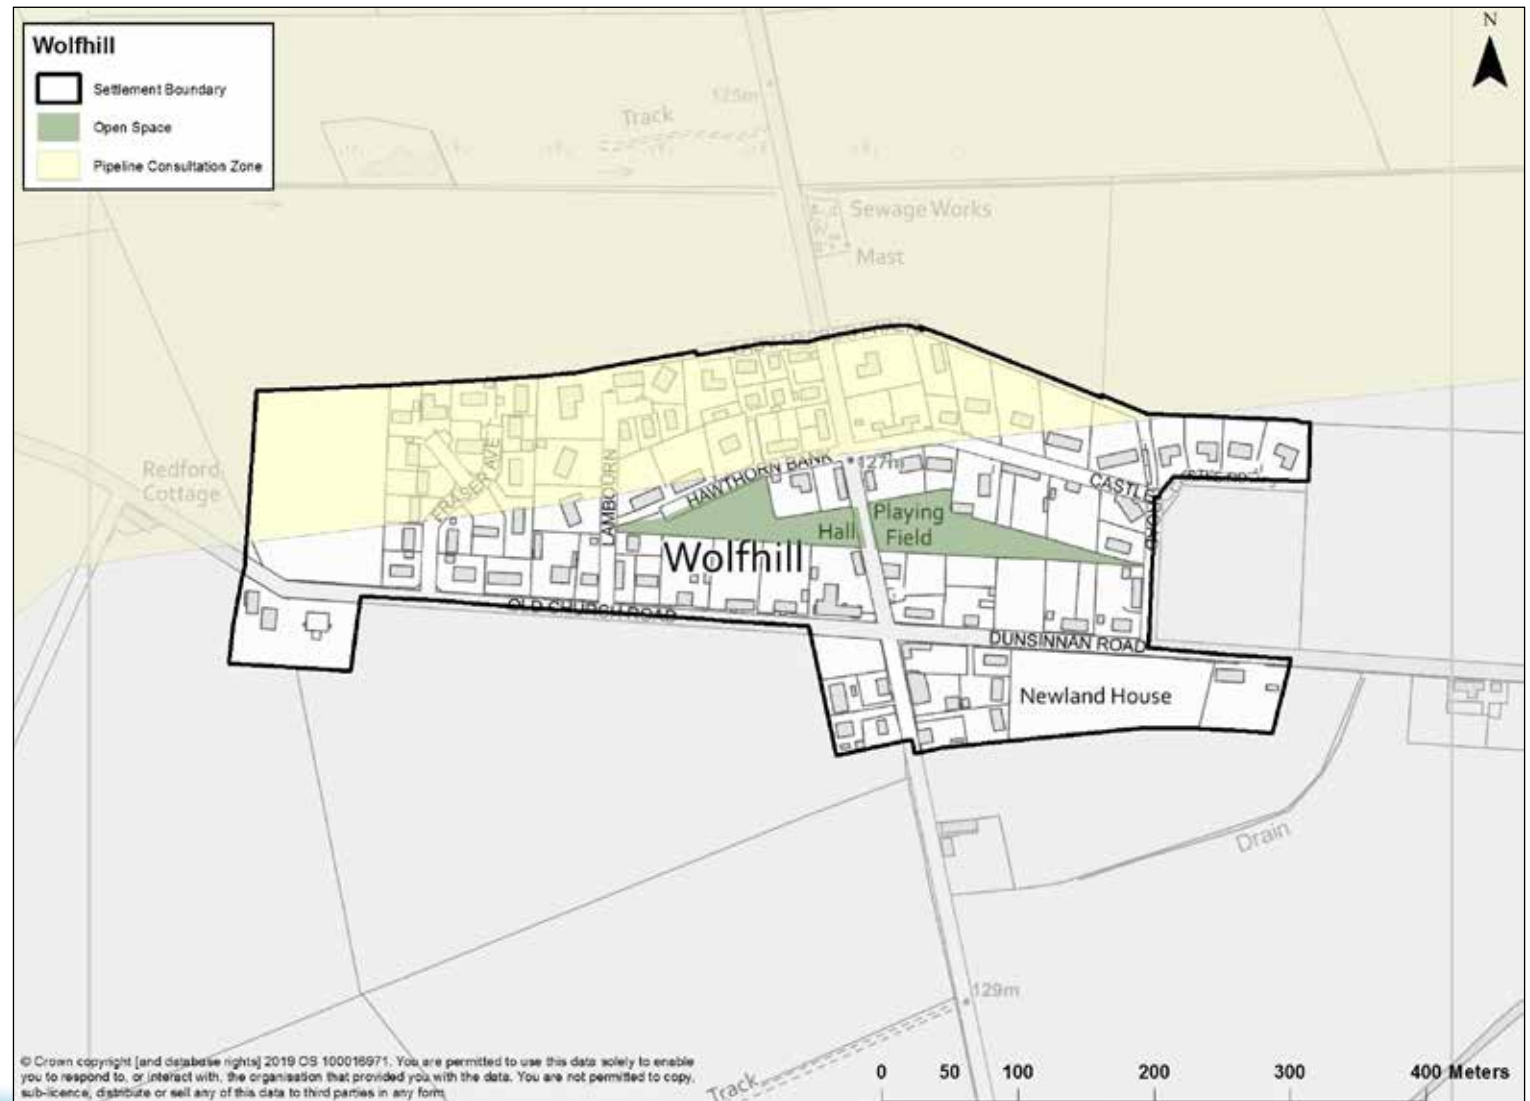 Wolfhill
Settlement Boundary
Open Space
Pipeline Consultation Zone
N
125m
Track
Sewage Works
Mast
Redford
Cottage
FRASER AVE
LAMBOURN
HAWTHORN BANK
127m
CASTLE
ROAD
Hall
Playing
Field
Wolfhill
OLD CHURCH ROAD
DUNSINNAN ROAD
Newland House
Drain
129m
Track
© Crown copyright [and database rights] 2019 OS 100016971. You are permitted to use this data solely to enable
you to respond to, or interact with, the organisation that provided you with the data. You are not permitted to copy,
sub-licence, distribute or sell any of this data to third parties in any form
0 50 100 200 300 400 Meters